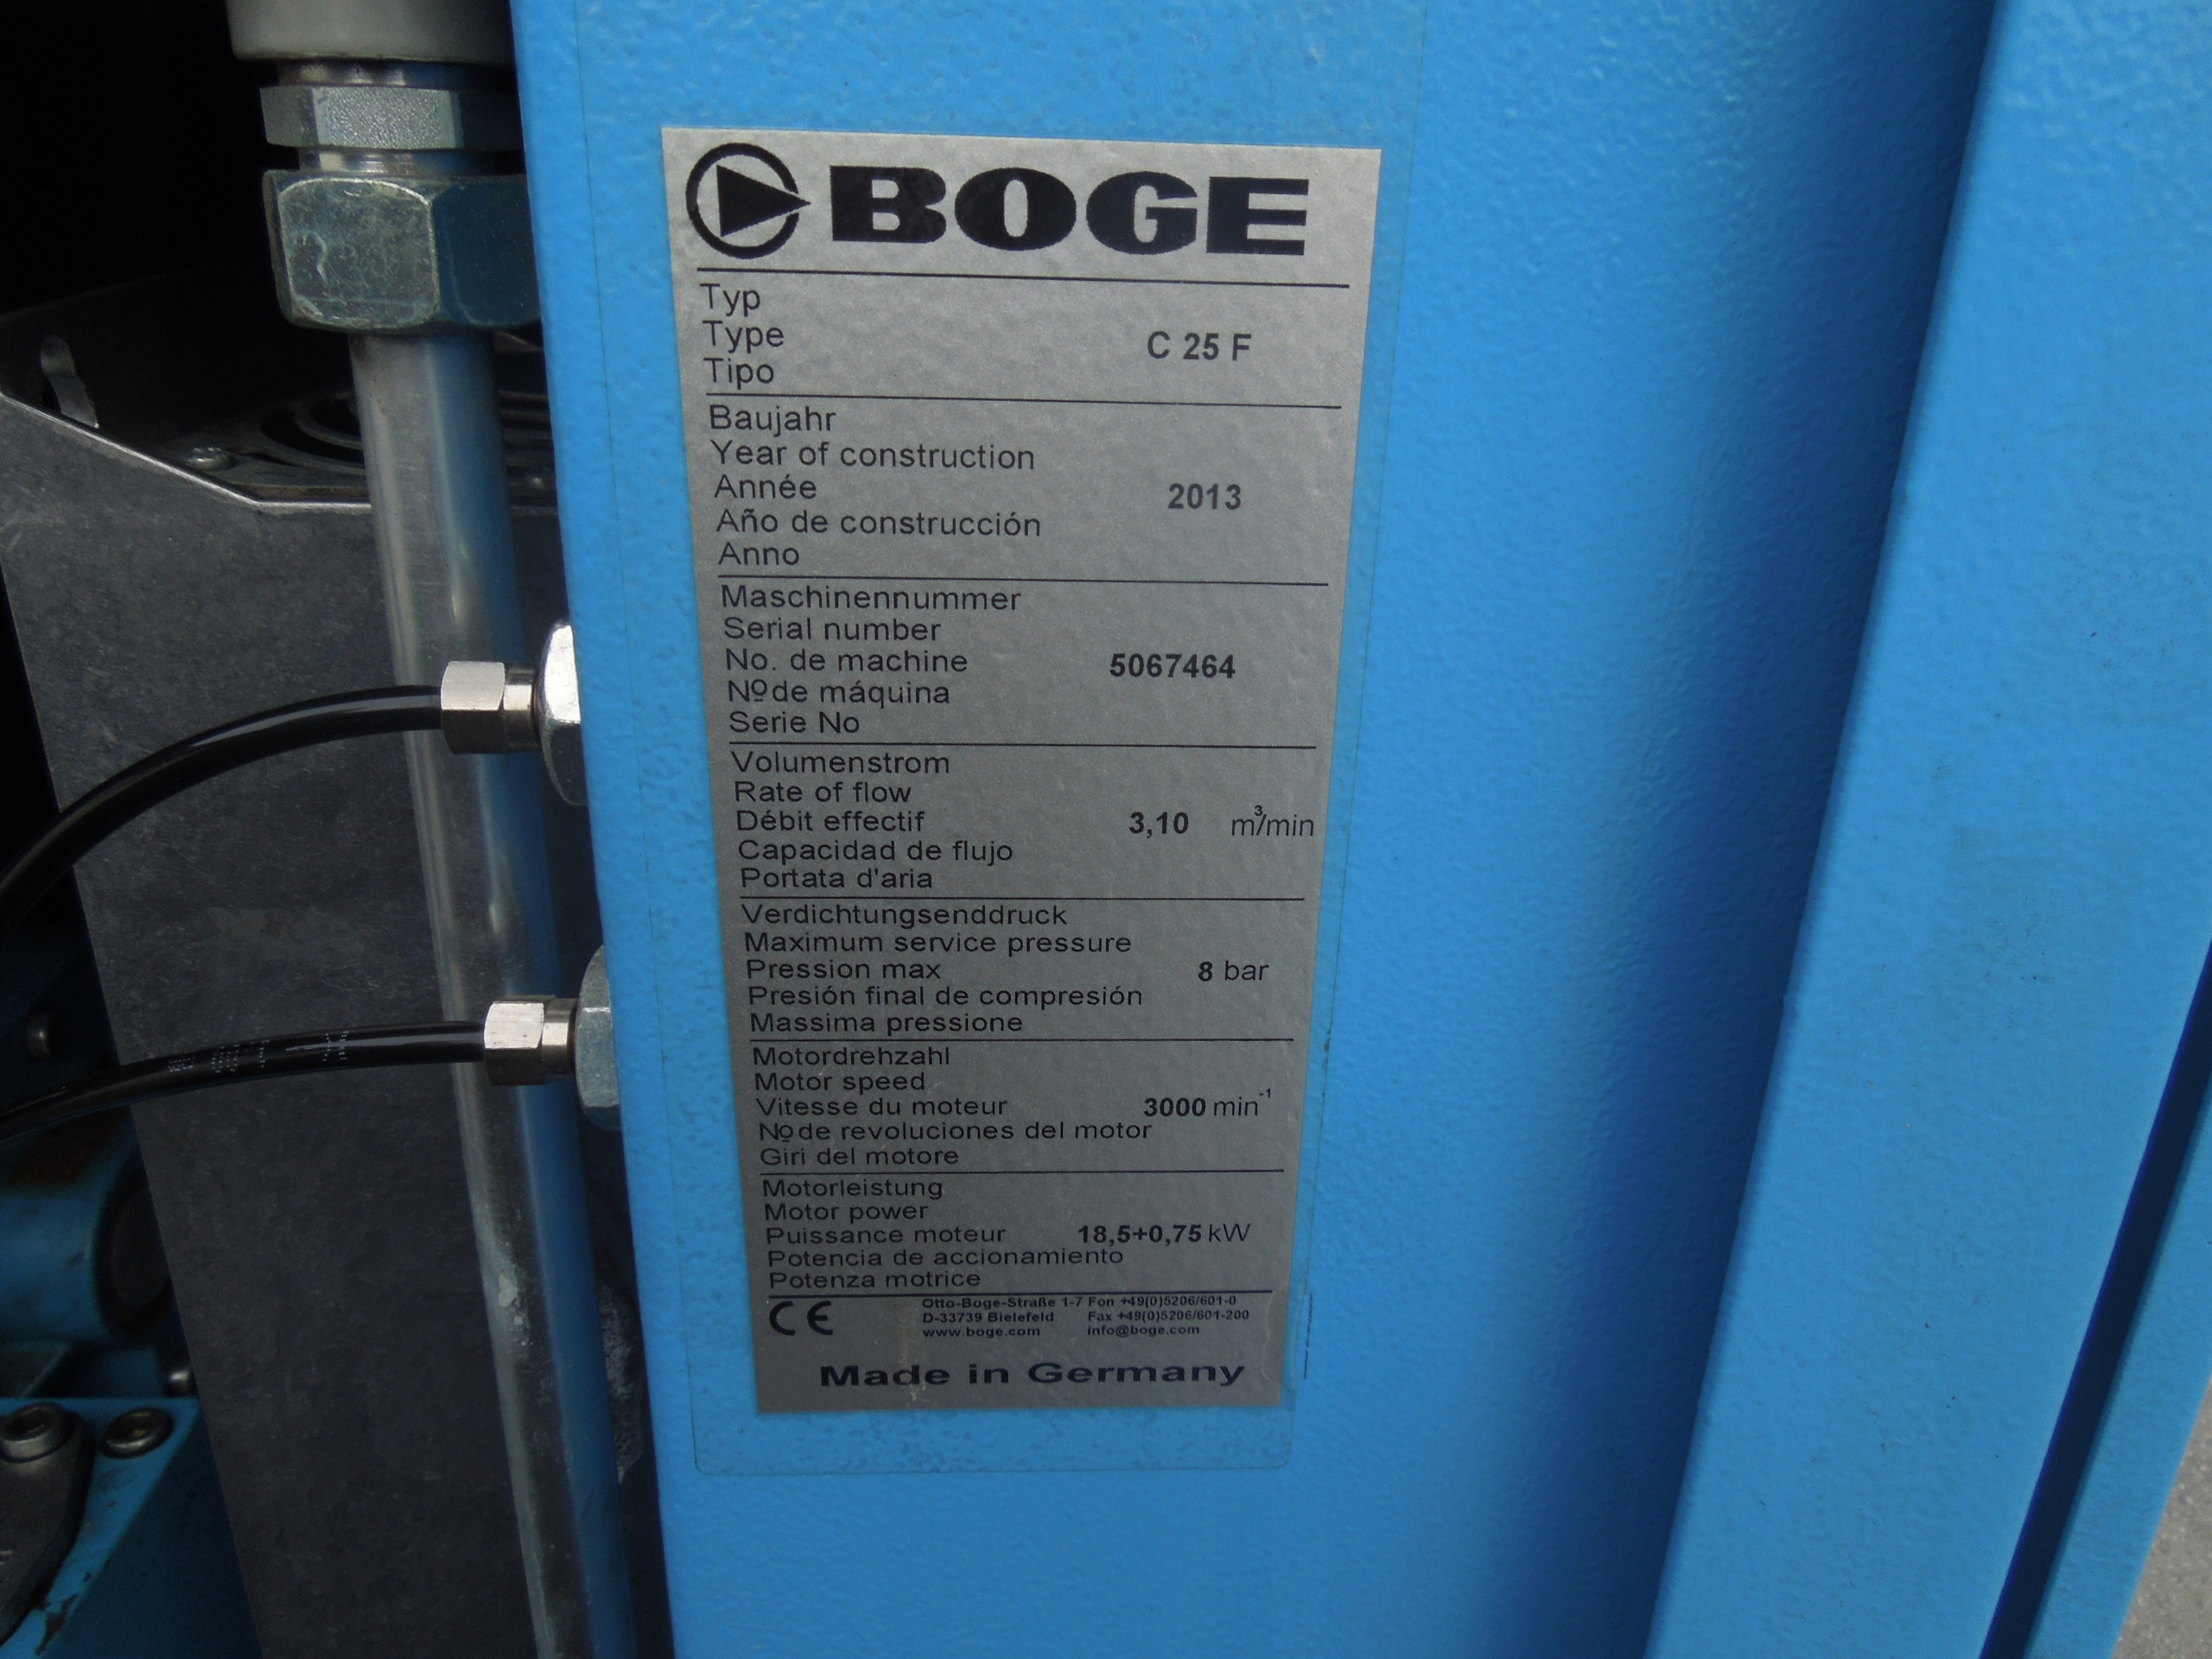 BOGE
Typ
Type
Tipo
C 25 F
Baujahr
Year of construction
Année
Año de construcción
Anno
2013
Maschinennummer
Serial number
No. de machine
Nº de máquina
Serie No
5067464
Volumenstrom
Rate of flow
Débit effectif
Capacidad de flujo
Portata d'aria
3,10 m³/min
Verdichtungsenddruck
Maximum service pressure
Pression max
Presión final de compresión
Massima pressione
8 bar
Motordrehzahl
Motor speed
Vitesse du moteur
Nº de revoluciones del motor
Giri del motore
3000 min⁻¹
Motorleistung
Motor power
Puissance moteur
Potencia de accionamiento
Potenza motrice
18,5+0,75 kW
CE
Otto-Boge-Straße 1-7 Fon +49(0)5206/601-0
D-33739 Bielefeld Fax +49(0)5206/601-200
www.boge.com info@boge.com
Made in Germany